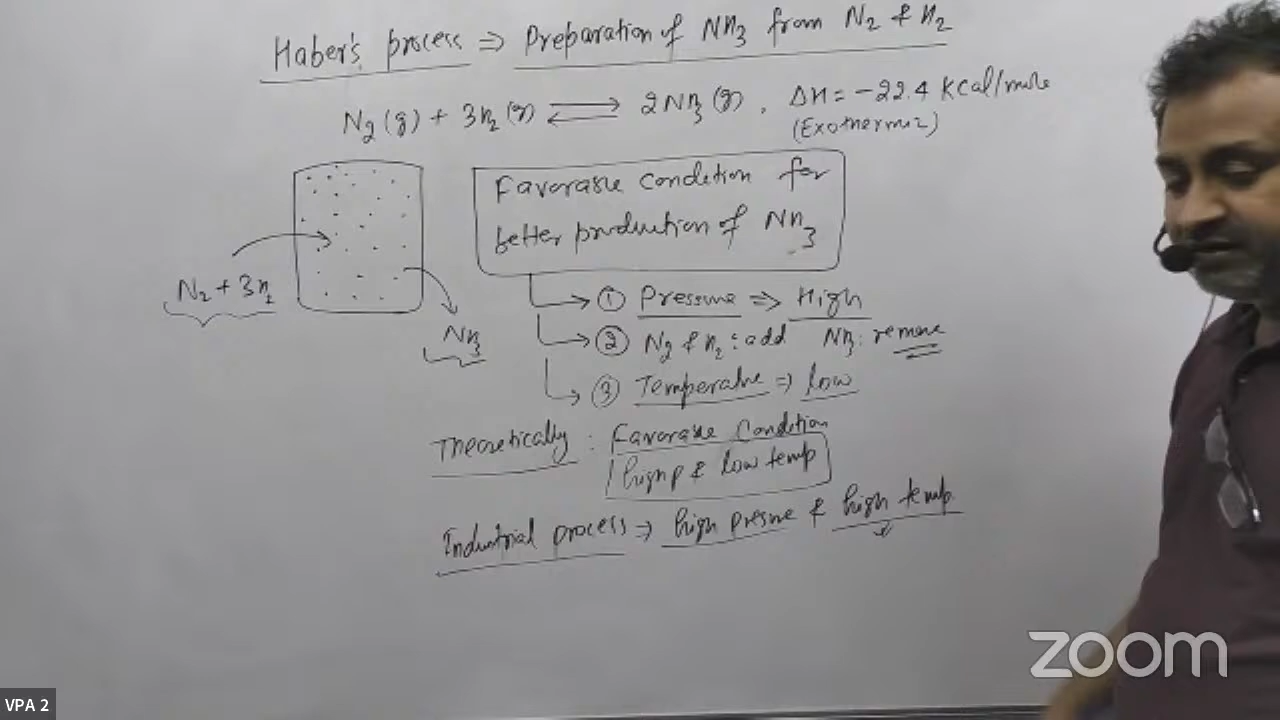 Haber's process ⇒ Preparation of NH3 from N2 & H2
N2(g) + 3H2(g) ⇌ 2NH3(g), ΔH = -22.4 Kcal/mole
(Exothermic)
Favorable condition for
better production of NH3
N2 + 3H2
NH3
① Pressure ⇒ High
② N2 & H2 : add NH3 : remove
③ Temperature ⇒ low
Theoretically : Favorable Condition
high p & low temp
Industrial process ⇒ high presure & high temp.
zoom
VPA 2